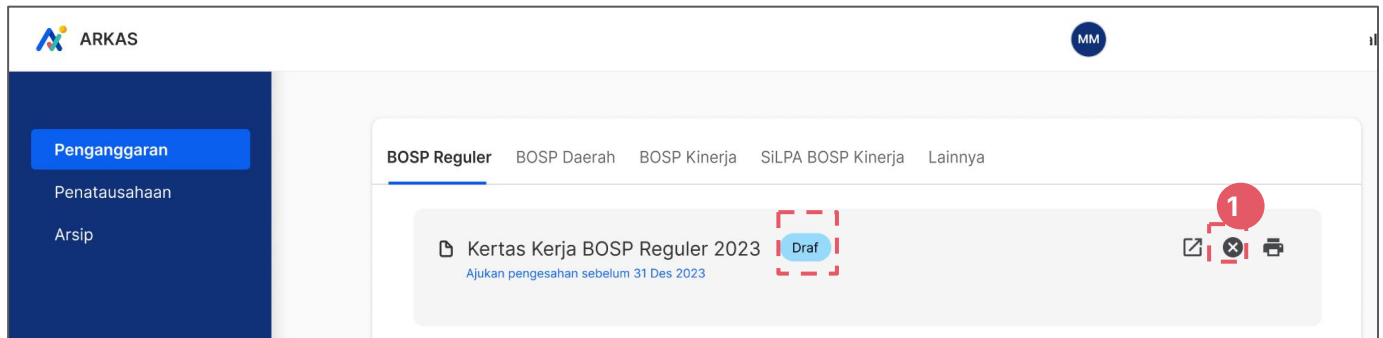 ARKAS
MM
Penganggaran
Penatausahaan
Arsip
BOSP Reguler BOSP Daerah BOSP Kinerja SiLPA BOSP Kinerja Lainnya
1
Kertas Kerja BOSP Reguler 2023 Draf
Ajukan pengesahan sebelum 31 Des 2023